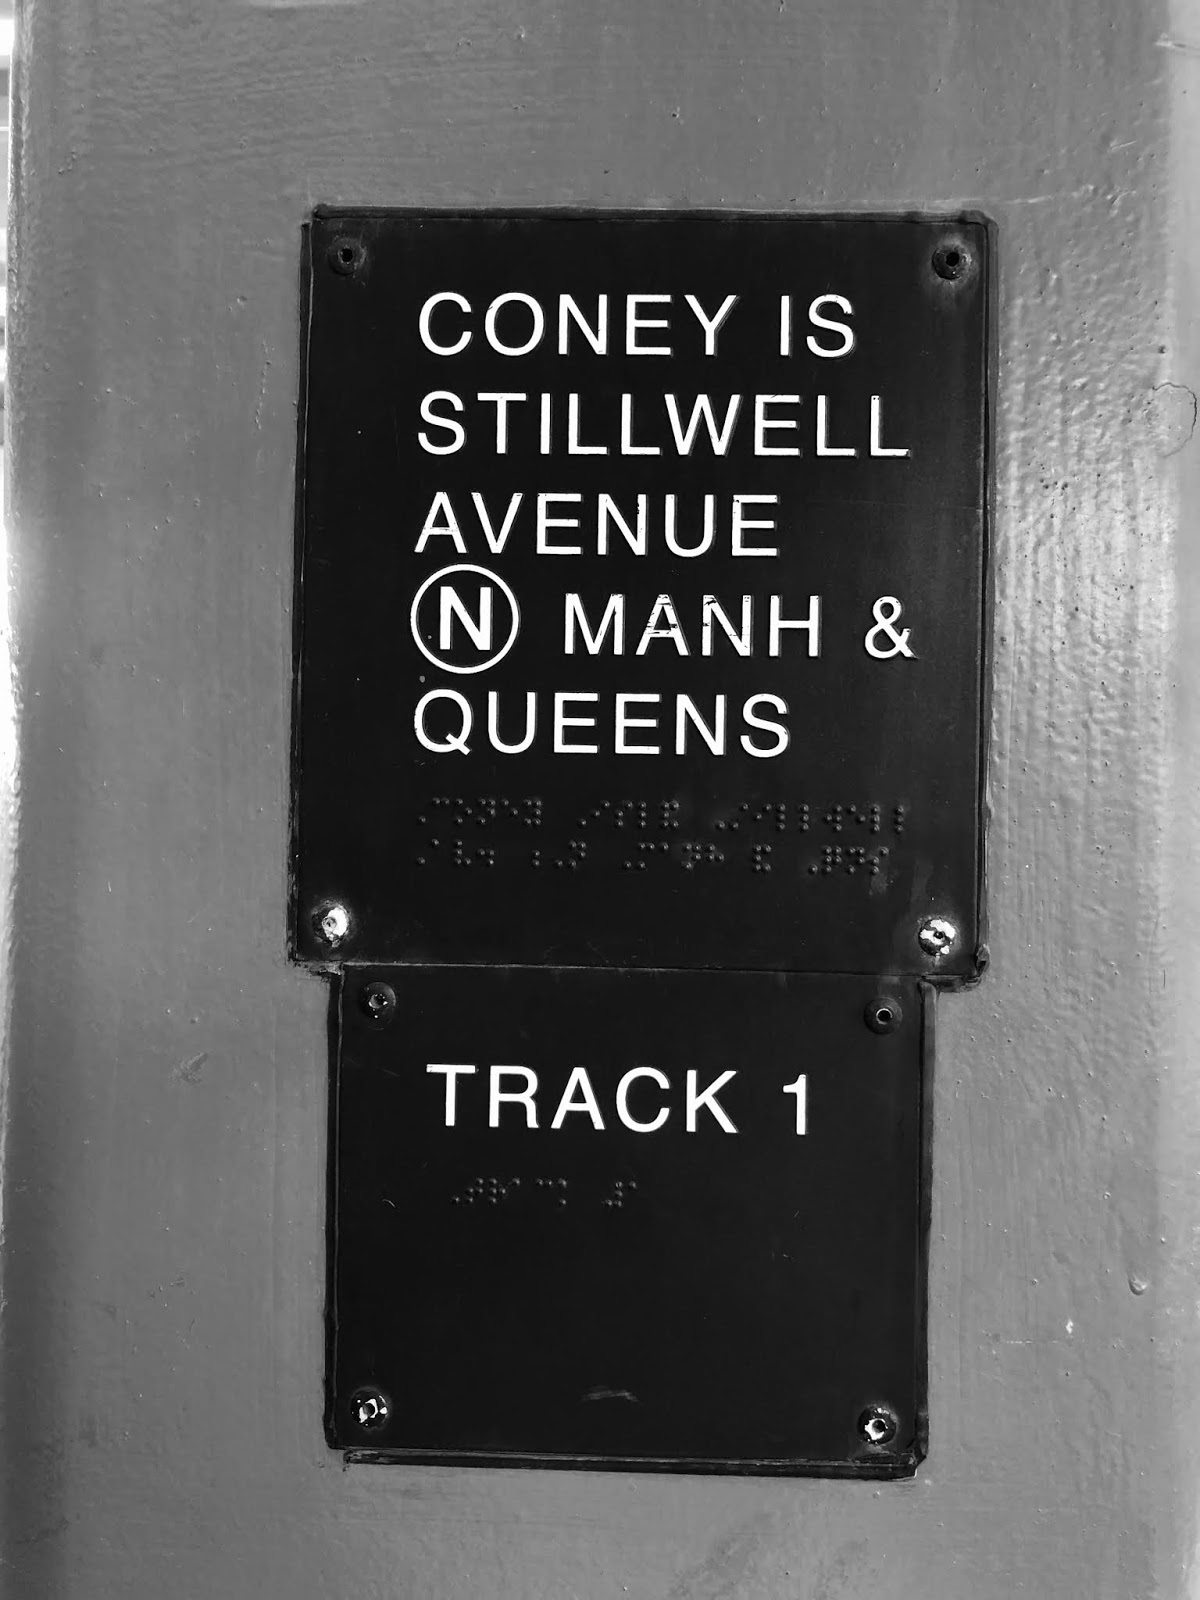 CONEY IS
STILLWELL
AVENUE
N MANH &
QUEENS
TRACK 1